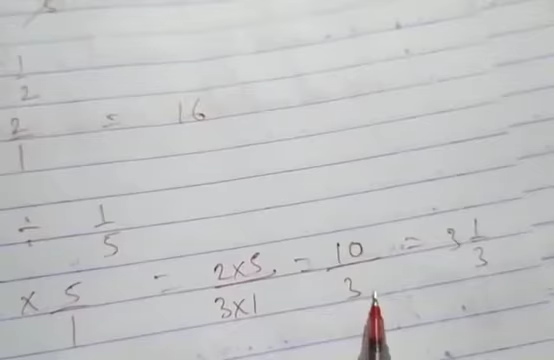 1/2
2/1 = 16
÷ 1/5
× 5/1 = 2×5/3×1 = 10/3 = 3 1/3